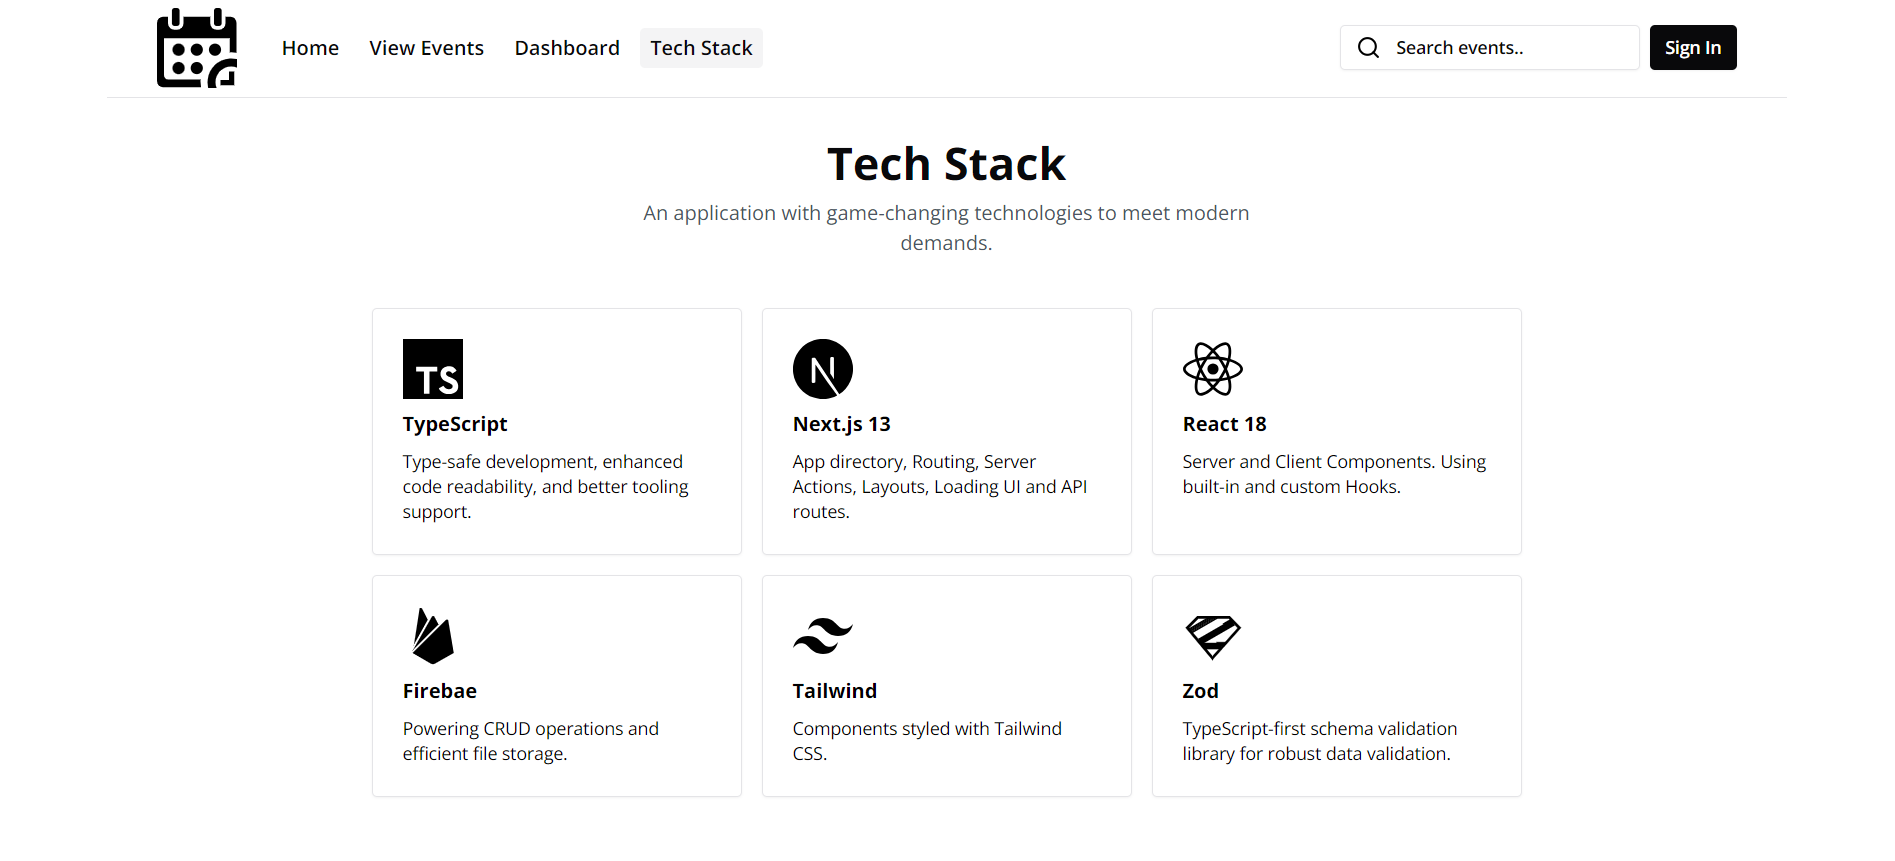 Home View Events Dashboard Tech Stack Search events.. Sign In
Tech Stack
An application with game-changing technologies to meet modern
demands.
TS
TypeScript
Type-safe development, enhanced
code readability, and better tooling
support.
N
Next.js 13
App directory, Routing, Server
Actions, Layouts, Loading UI and API
routes.
React 18
Server and Client Components. Using
built-in and custom Hooks.
Firebae
Powering CRUD operations and
efficient file storage.
Tailwind
Components styled with Tailwind
CSS.
Zod
TypeScript-first schema validation
library for robust data validation.